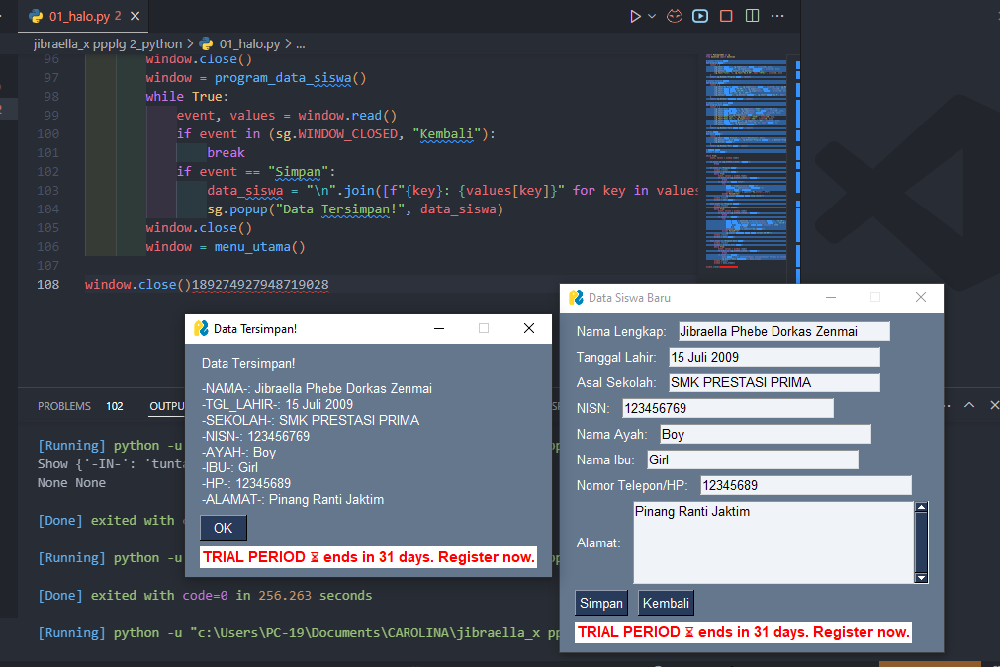 01_halo.py 2
jibraella_x ppplg 2_python > 01_halo.py > ...
96 window.close()
97 window = program_data_siswa()
98 while True:
99 event, values = window.read()
100 if event in (sg.WINDOW_CLOSED, "Kembali"):
101 break
102 if event == "Simpan":
103 data_siswa = "\n".join([f"{key}: {values[key]}" for key in values
104 sg.popup("Data Tersimpan!", data_siswa)
105 window.close()
106 window = menu_utama()
107
108 window.close()189274927948719028
PROBLEMS 102 OUTPU
[Running] python -u
Show {'-IN-': 'tunta
None None
[Done] exited with
[Running] python -u
[Done] exited with code=0 in 256.263 seconds
[Running] python -u "c:\Users\PC-19\Documents\CAROLINA\jibraella_x pp
Data Tersimpan!
Data Tersimpan!
-NAMA-: Jibraella Phebe Dorkas Zenmai
-TGL_LAHIR-: 15 Juli 2009
-SEKOLAH-: SMK PRESTASI PRIMA
-NISN-: 123456769
-AYAH-: Boy
-IBU-: Girl
-HP-: 12345689
-ALAMAT-: Pinang Ranti Jaktim
OK
TRIAL PERIOD ⌛ ends in 31 days. Register now.
Data Siswa Baru
Nama Lengkap: Jibraella Phebe Dorkas Zenmai
Tanggal Lahir: 15 Juli 2009
Asal Sekolah: SMK PRESTASI PRIMA
NISN: 123456769
Nama Ayah: Boy
Nama Ibu: Girl
Nomor Telepon/HP: 12345689
Alamat: Pinang Ranti Jaktim
Simpan Kembali
TRIAL PERIOD ⌛ ends in 31 days. Register now.